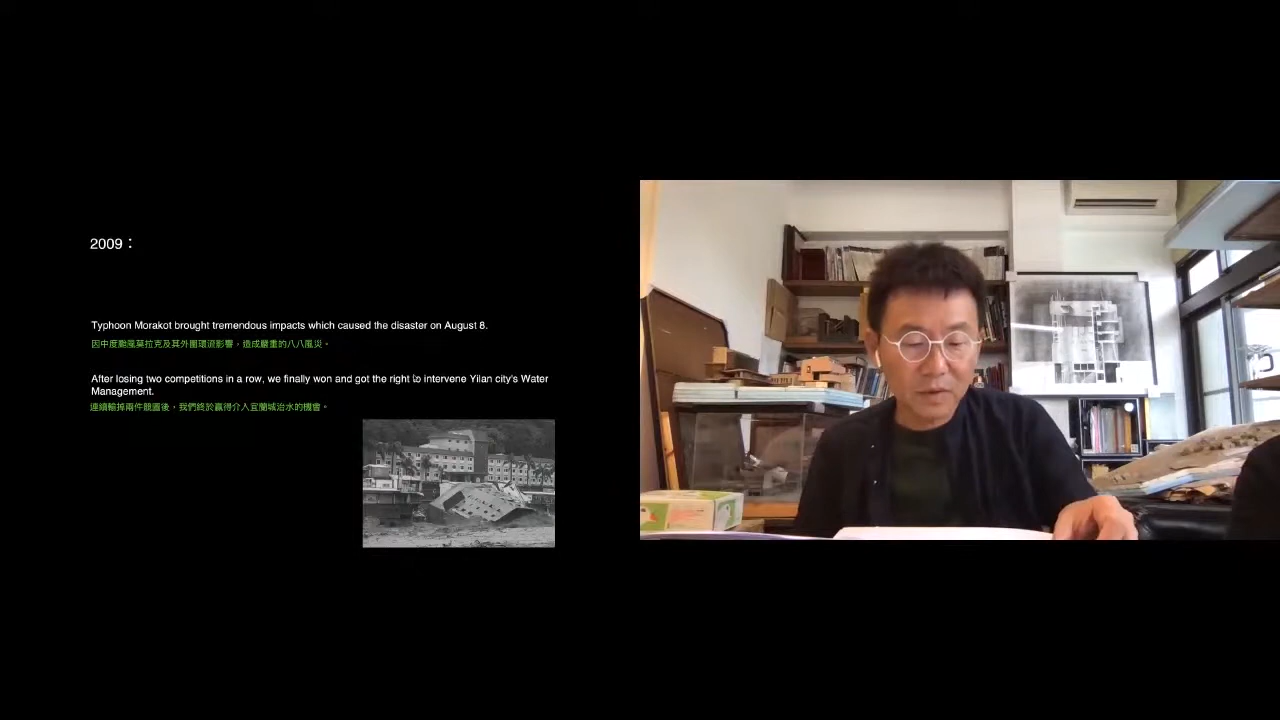 2009：
Typhoon Morakot brought tremendous impacts which caused the disaster on August 8.
因中度颱風莫拉克及其外圍環流影響，造成嚴重的八八風災。
After losing two competitions in a row, we finally won and got the right to intervene Yilan city's Water
Management.
連續輸掉兩件競圖後，我們終於贏得介入宜蘭城治水的機會。